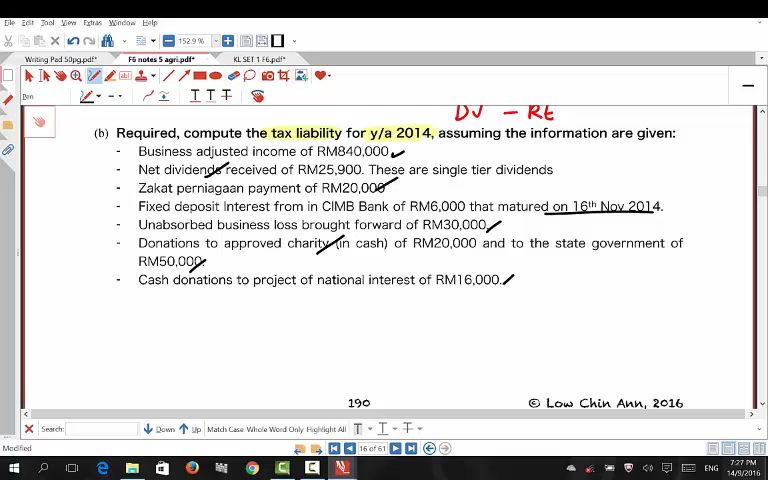 File Edit Tool View Extras Window Help
152.9 %
Writing Pad 50pg.pdf* F6 notes 5 agri.pdf* KL SET 1 F6.pdf*
Pen
DV - RE
(b) Required, compute the tax liability for y/a 2014, assuming the information are given:
- Business adjusted income of RM840,000
- Net dividends received of RM25,900. These are single tier dividends
- Zakat perniagaan payment of RM20,000
- Fixed deposit Interest from in CIMB Bank of RM6,000 that matured on 16th Nov 2014.
- Unabsorbed business loss brought forward of RM30,000
- Donations to approved charity (in cash) of RM20,000 and to the state government of
RM50,000.
- Cash donations to project of national interest of RM16,000.
190 © Low Chin Ann, 2016
Search: Down Up Match Case Whole Word Only Highlight All T T T
Modified 16 of 61
ENG 7:27 PM
14/9/2016